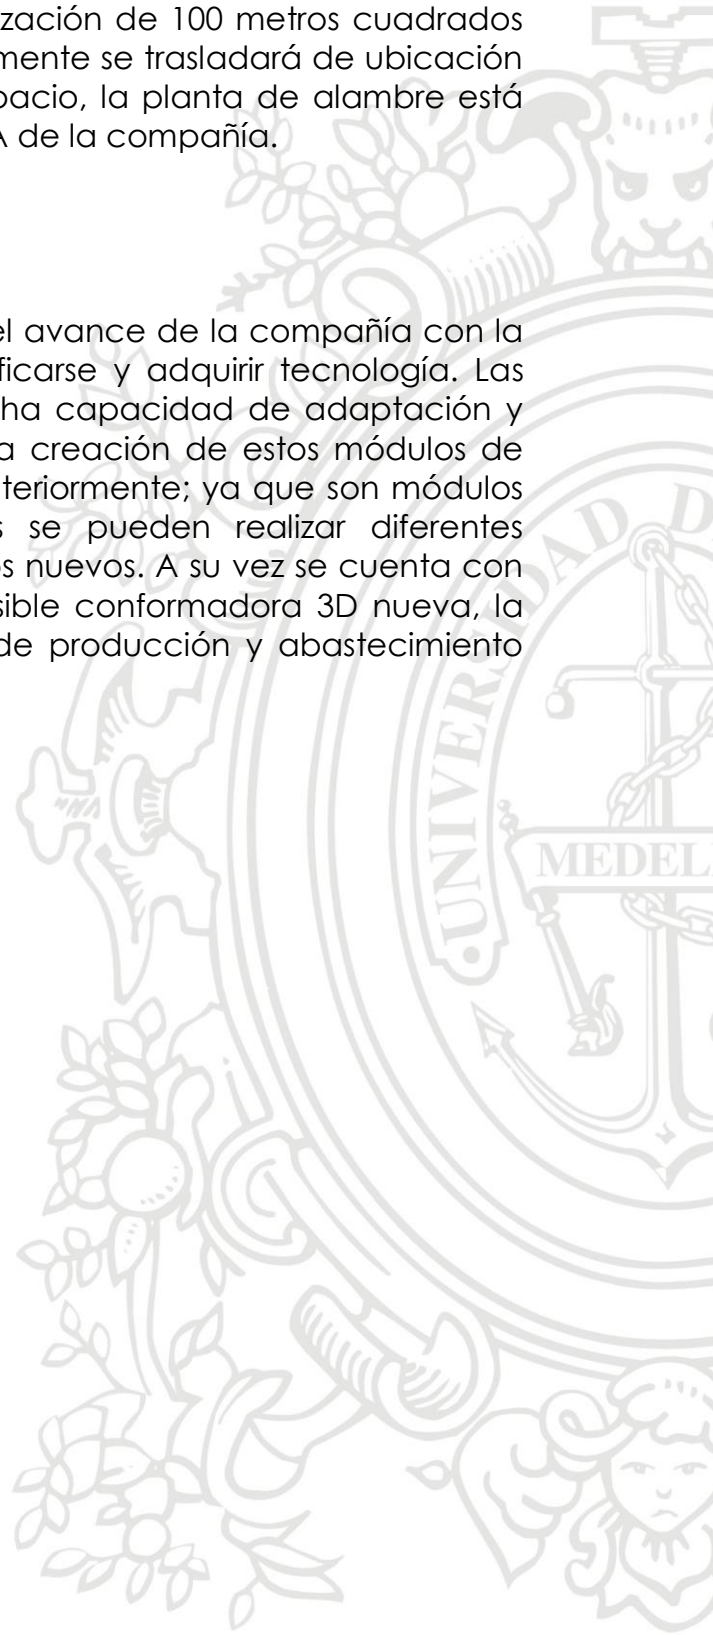 zación de 100 metros cuadrados
mente se trasladará de ubicación
pacio, la planta de alambre está
A de la compañía.
el avance de la compañía con la
ficarse y adquirir tecnología. Las
ha capacidad de adaptación y
a creación de estos módulos de
teriormente; ya que son módulos
s se pueden realizar diferentes
os nuevos. A su vez se cuenta con
sible conformadora 3D nueva, la
de producción y abastecimiento
UNIVERSIDAD D
MEDEL